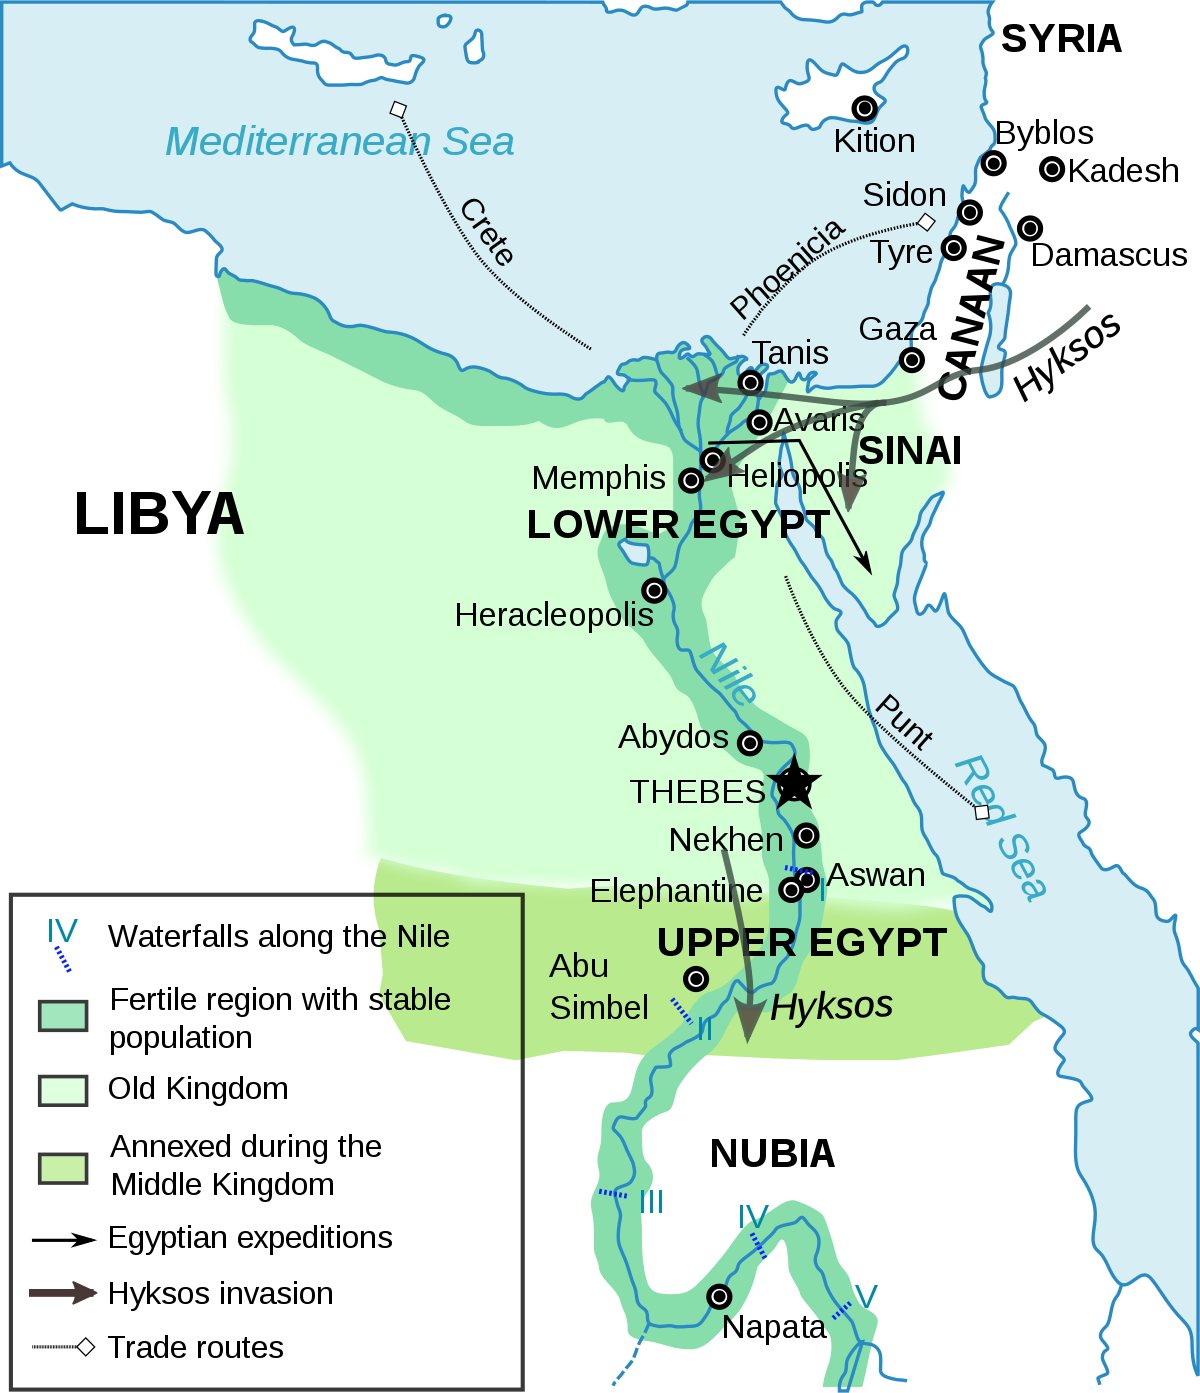 SYRIA
Mediterranean Sea
Byblos
Kition
Kadesh
Sidon
Crete
Phoenicia
Tyre
Damascus
CANAAN
Gaza
Hyksos
Tanis
Avaris
SINAI
Memphis
Heliopolis
LIBYA
LOWER EGYPT
Heracleopolis
Nile
Punt
Abydos
Red Sea
THEBES
Nekhen
Aswan
Elephantine
I
UPPER EGYPT
Abu
Simbel
Hyksos
II
NUBIA
III
IV
V
Napata
IV
Waterfalls along the Nile
Fertile region with stable
population
Old Kingdom
Annexed during the
Middle Kingdom
Egyptian expeditions
Hyksos invasion
Trade routes